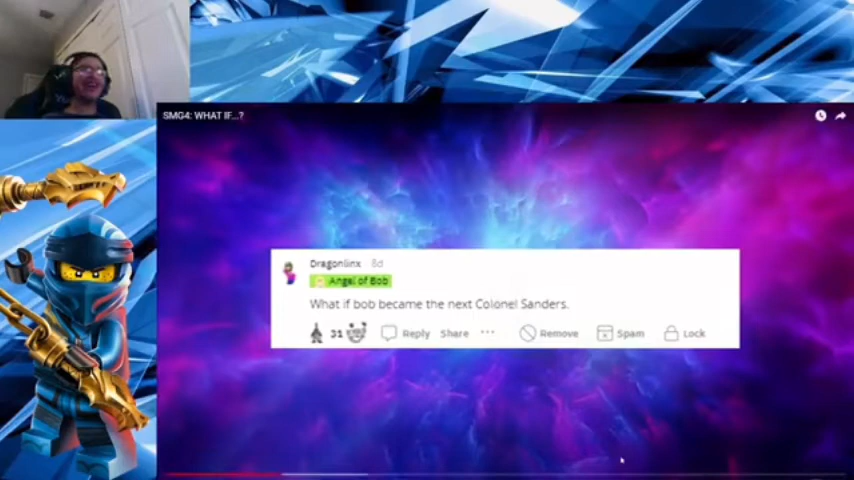 SMG4: WHAT IF...?
Dragonlinx 8d
Angel of Bob
What if bob became the next Colonel Sanders.
31 Reply Share ... Remove Spam Lock